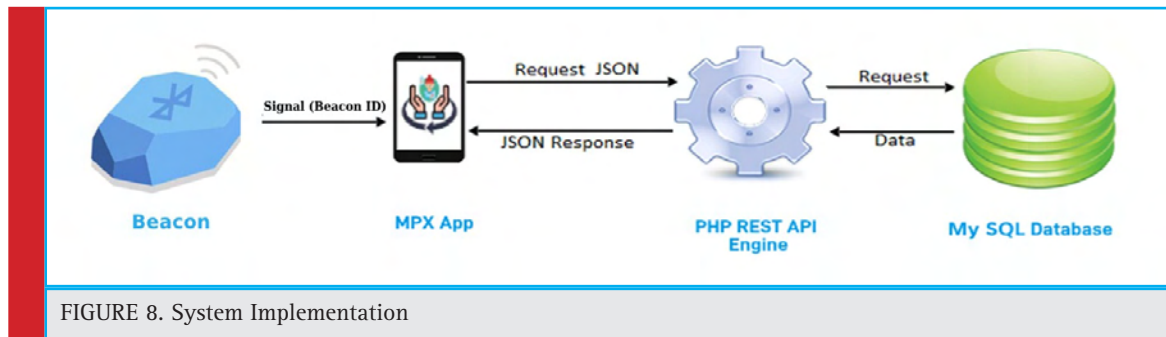 Signal (Beacon ID)
Request JSON
JSON Response
Request
Data
Beacon
MPX App
PHP REST API
Engine
My SQL Database
FIGURE 8. System Implementation